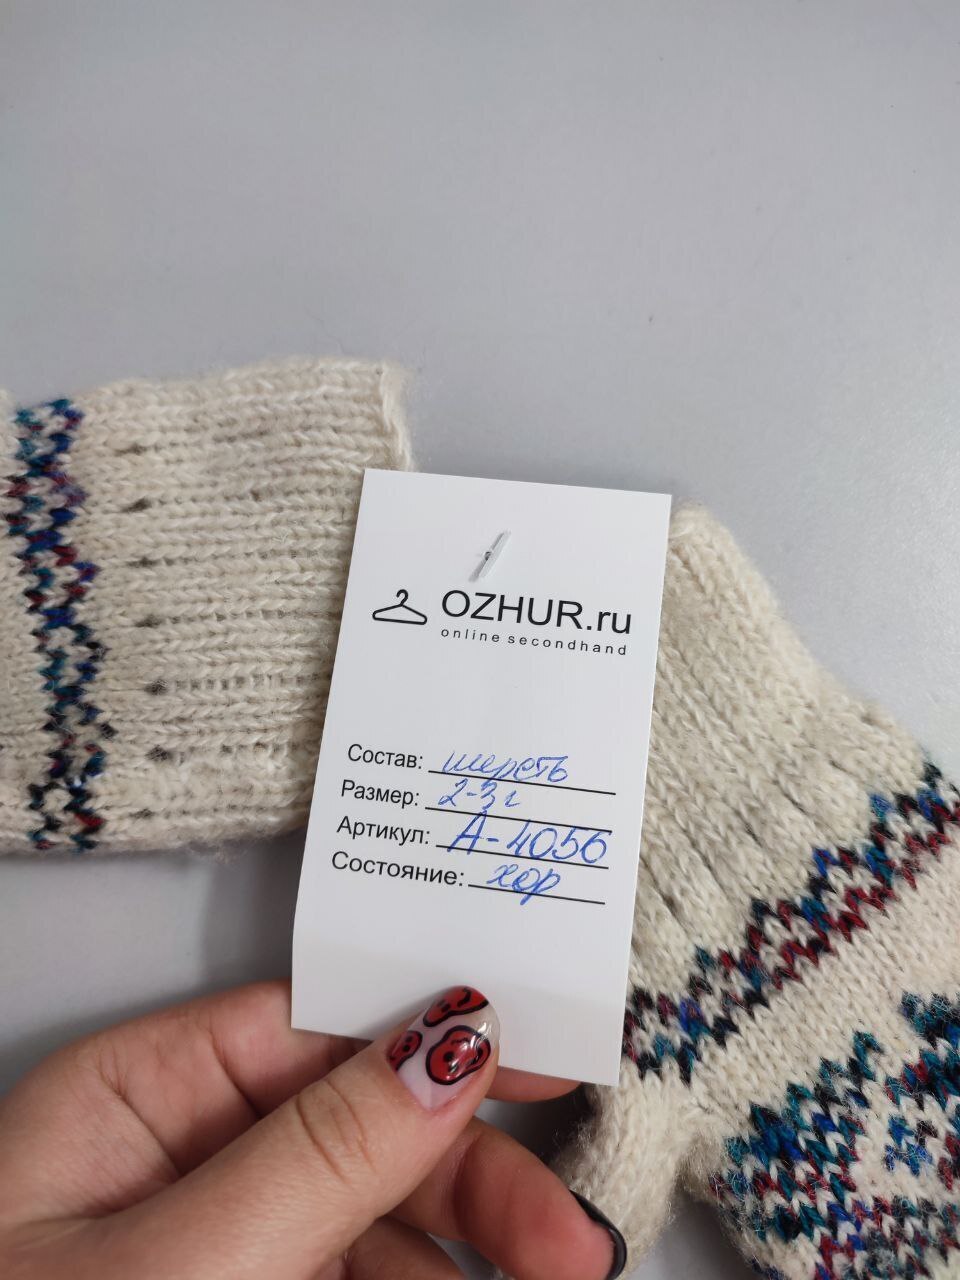 OZHUR.ru
online secondhand
Состав: шерсть
Размер: 2-3 г
Артикул: А-4056
Состояние: хор